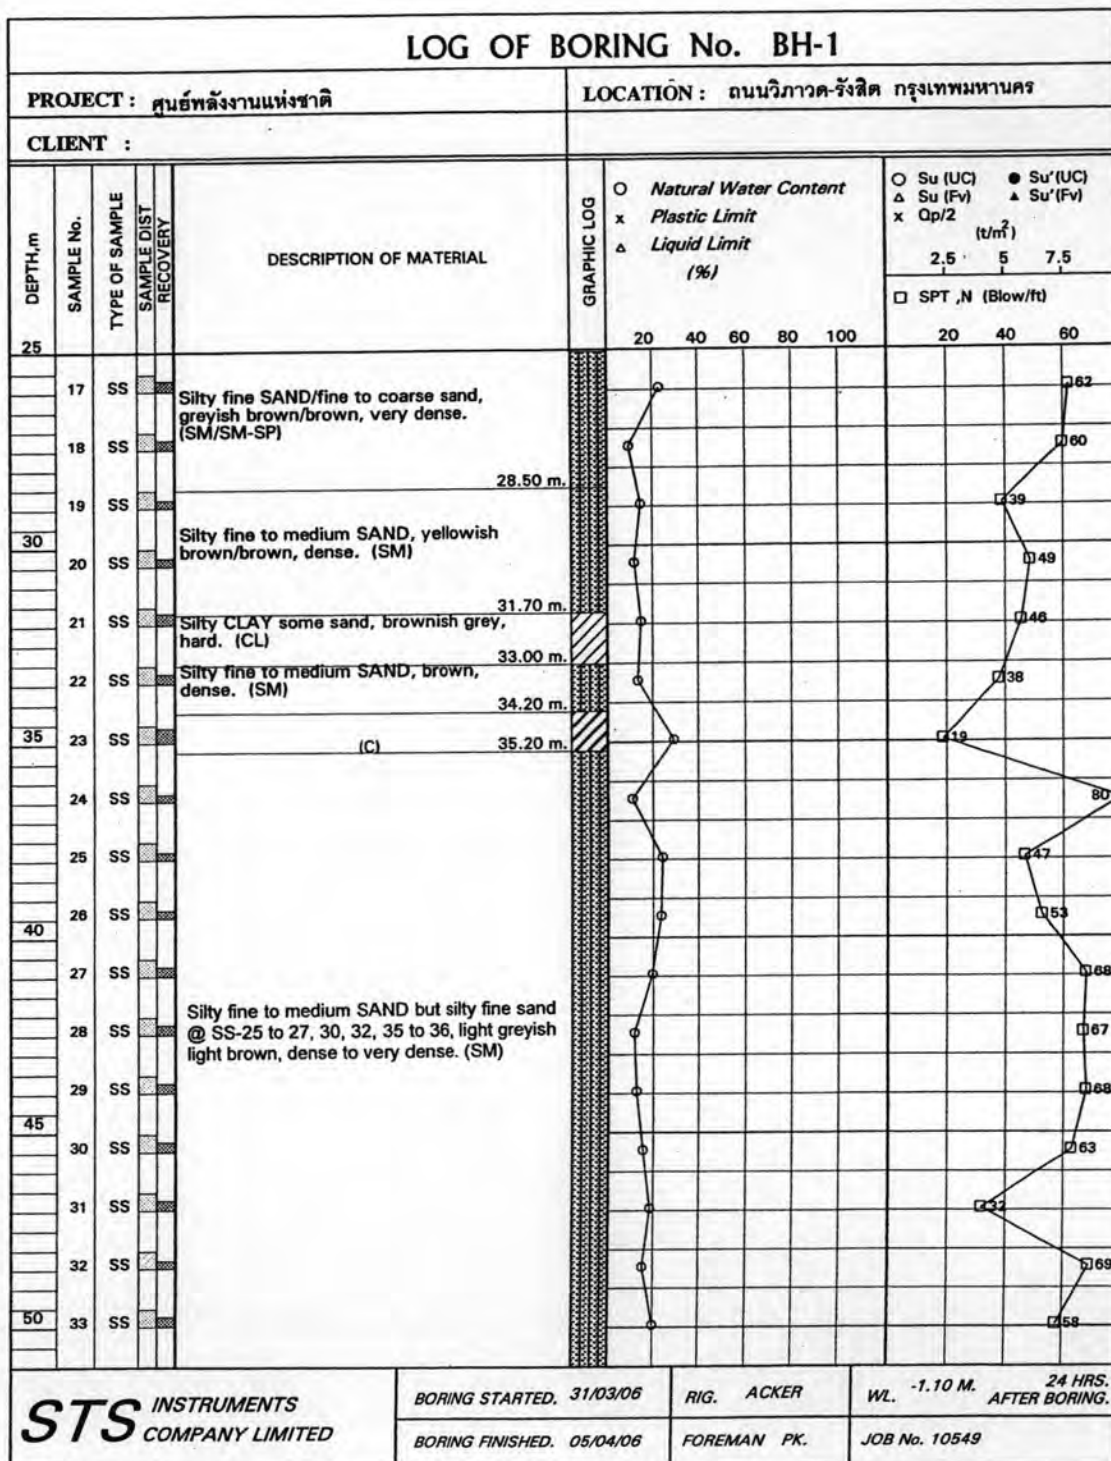 LOG OF BORING No. BH-1
PROJECT : ศูนย์พลังงานแห่งชาติ
LOCATION : ถนนวิภาวด-รังสิต กรุงเทพมหานคร
CLIENT :
DEPTH,m
SAMPLE No.
TYPE OF SAMPLE
SAMPLE DIST
RECOVERY
DESCRIPTION OF MATERIAL
GRAPHIC LOG
O Natural Water Content
x Plastic Limit
△ Liquid Limit
(%)
20 40 60 80 100
○ Su (UC) ● Su'(UC)
△ Su (Fv) ▲ Su'(Fv)
x Qp/2
(t/m²)
2.5 5 7.5
□ SPT ,N (Blow/ft)
20 40 60
25
17 SS 62
Silty fine SAND/fine to coarse sand,
greyish brown/brown, very dense.
(SM/SM-SP)
18 SS 60
28.50 m.
19 SS 39
30
Silty fine to medium SAND, yellowish
brown/brown, dense. (SM)
20 SS 49
31.70 m.
21 SS 46
Silty CLAY some sand, brownish grey,
hard. (CL)
33.00 m.
22 SS 38
Silty fine to medium SAND, brown,
dense. (SM)
34.20 m.
35
23 SS 19
(C) 35.20 m.
24 SS 80
25 SS 47
26 SS 53
40
27 SS 68
Silty fine to medium SAND but silty fine sand
@ SS-25 to 27, 30, 32, 35 to 36, light greyish
light brown, dense to very dense. (SM)
28 SS 67
29 SS 68
45
30 SS 63
31 SS 32
32 SS 69
50
33 SS 58
STS INSTRUMENTS
COMPANY LIMITED
BORING STARTED. 31/03/06
RIG. ACKER
WL. -1.10 M. 24 HRS.
AFTER BORING.
BORING FINISHED. 05/04/06
FOREMAN PK.
JOB No. 10549